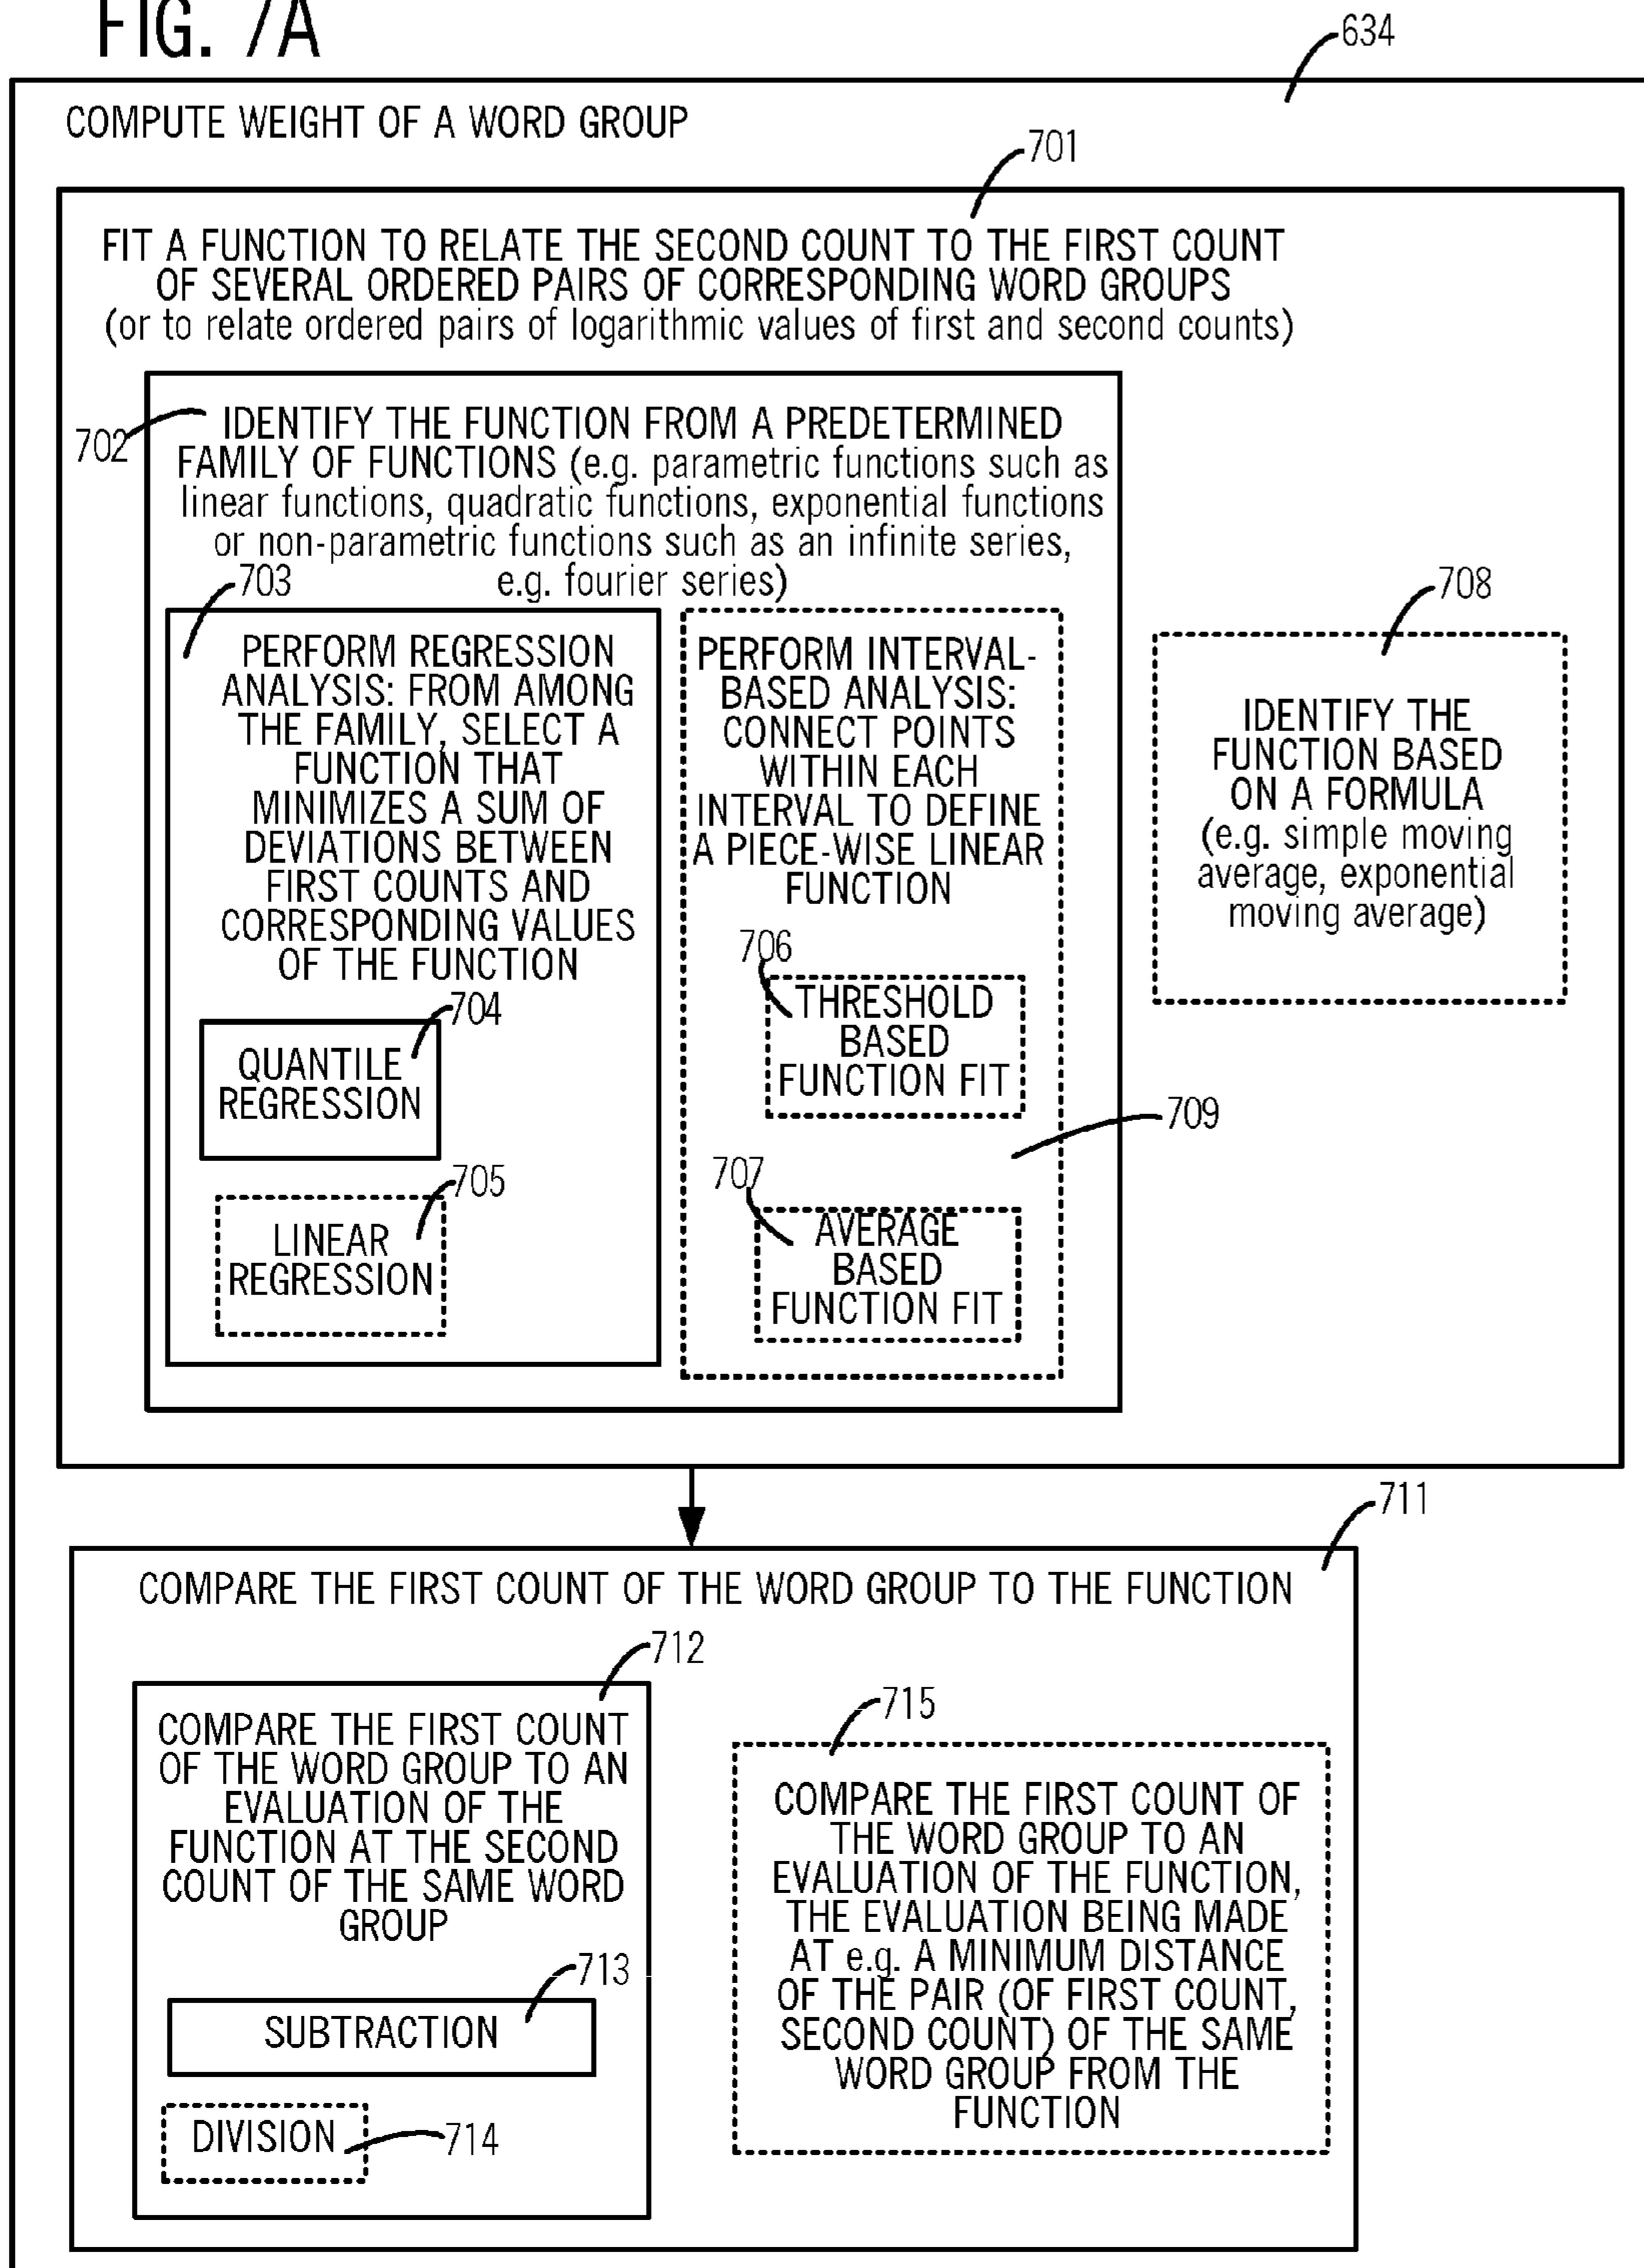 FIG. 7A
634
COMPUTE WEIGHT OF A WORD GROUP
701
FIT A FUNCTION TO RELATE THE SECOND COUNT TO THE FIRST COUNT
OF SEVERAL ORDERED PAIRS OF CORRESPONDING WORD GROUPS
(or to relate ordered pairs of logarithmic values of first and second counts)
702
IDENTIFY THE FUNCTION FROM A PREDETERMINED
FAMILY OF FUNCTIONS (e.g. parametric functions such as
linear functions, quadratic functions, exponential functions
or non-parametric functions such as an infinite series,
e.g. fourier series)
703
PERFORM REGRESSION
ANALYSIS: FROM AMONG
THE FAMILY, SELECT A
FUNCTION THAT
MINIMIZES A SUM OF
DEVIATIONS BETWEEN
FIRST COUNTS AND
CORRESPONDING VALUES
OF THE FUNCTION
704
QUANTILE
REGRESSION
705
LINEAR
REGRESSION
PERFORM INTERVAL-
BASED ANALYSIS:
CONNECT POINTS
WITHIN EACH
INTERVAL TO DEFINE
A PIECE-WISE LINEAR
FUNCTION
706
THRESHOLD
BASED
FUNCTION FIT
709
707
AVERAGE
BASED
FUNCTION FIT
708
IDENTIFY THE
FUNCTION BASED
ON A FORMULA
(e.g. simple moving
average, exponential
moving average)
711
COMPARE THE FIRST COUNT OF THE WORD GROUP TO THE FUNCTION
712
COMPARE THE FIRST COUNT
OF THE WORD GROUP TO AN
EVALUATION OF THE
FUNCTION AT THE SECOND
COUNT OF THE SAME WORD
GROUP
713
SUBTRACTION
DIVISION
714
715
COMPARE THE FIRST COUNT OF
THE WORD GROUP TO AN
EVALUATION OF THE FUNCTION,
THE EVALUATION BEING MADE
AT e.g. A MINIMUM DISTANCE
OF THE PAIR (OF FIRST COUNT,
SECOND COUNT) OF THE SAME
WORD GROUP FROM THE
FUNCTION